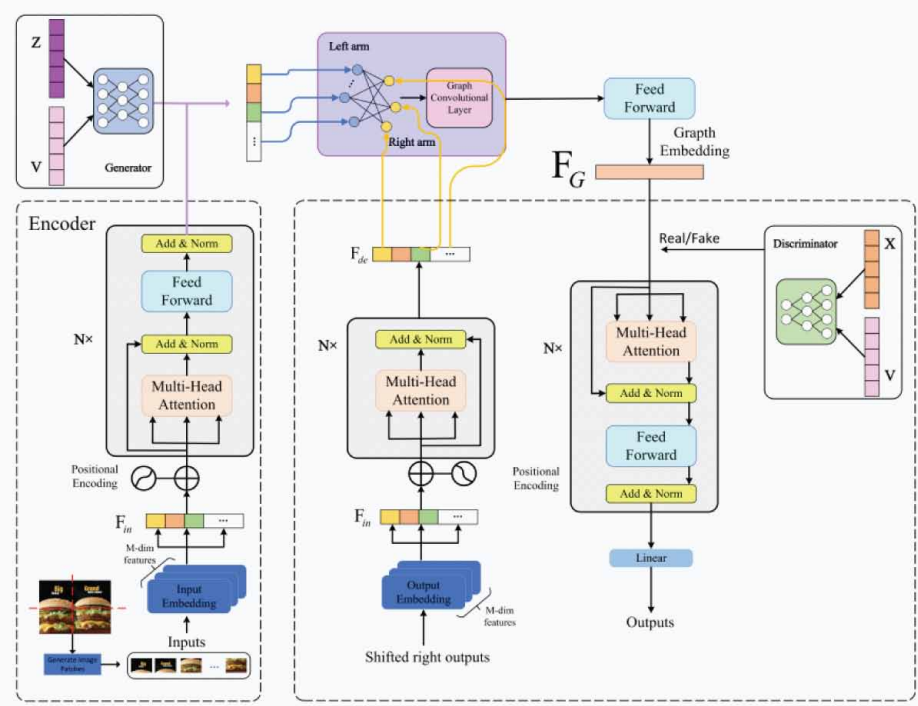 Z
V
Generator
Left arm
Graph
Convolutional
Layer
Right arm
⋮
Feed
Forward
Grapth
Embedding
F_G
Encoder
Add & Norm
Feed
Forward
N×
Add & Norm
Multi-Head
Attention
Positional
Encoding
F_in
...
M-dim
features
Input
Embedding
Inputs
Generate Image
Patches
...
F_de
...
N×
Add & Norm
Multi-Head
Attention
F_in
...
Output
Embedding
M-dim
features
Shifted right outputs
Real/Fake
Discriminator
X
V
N×
Multi-Head
Attention
Add & Norm
Feed
Forward
Positional
Encoding
Add & Norm
Linear
Outputs